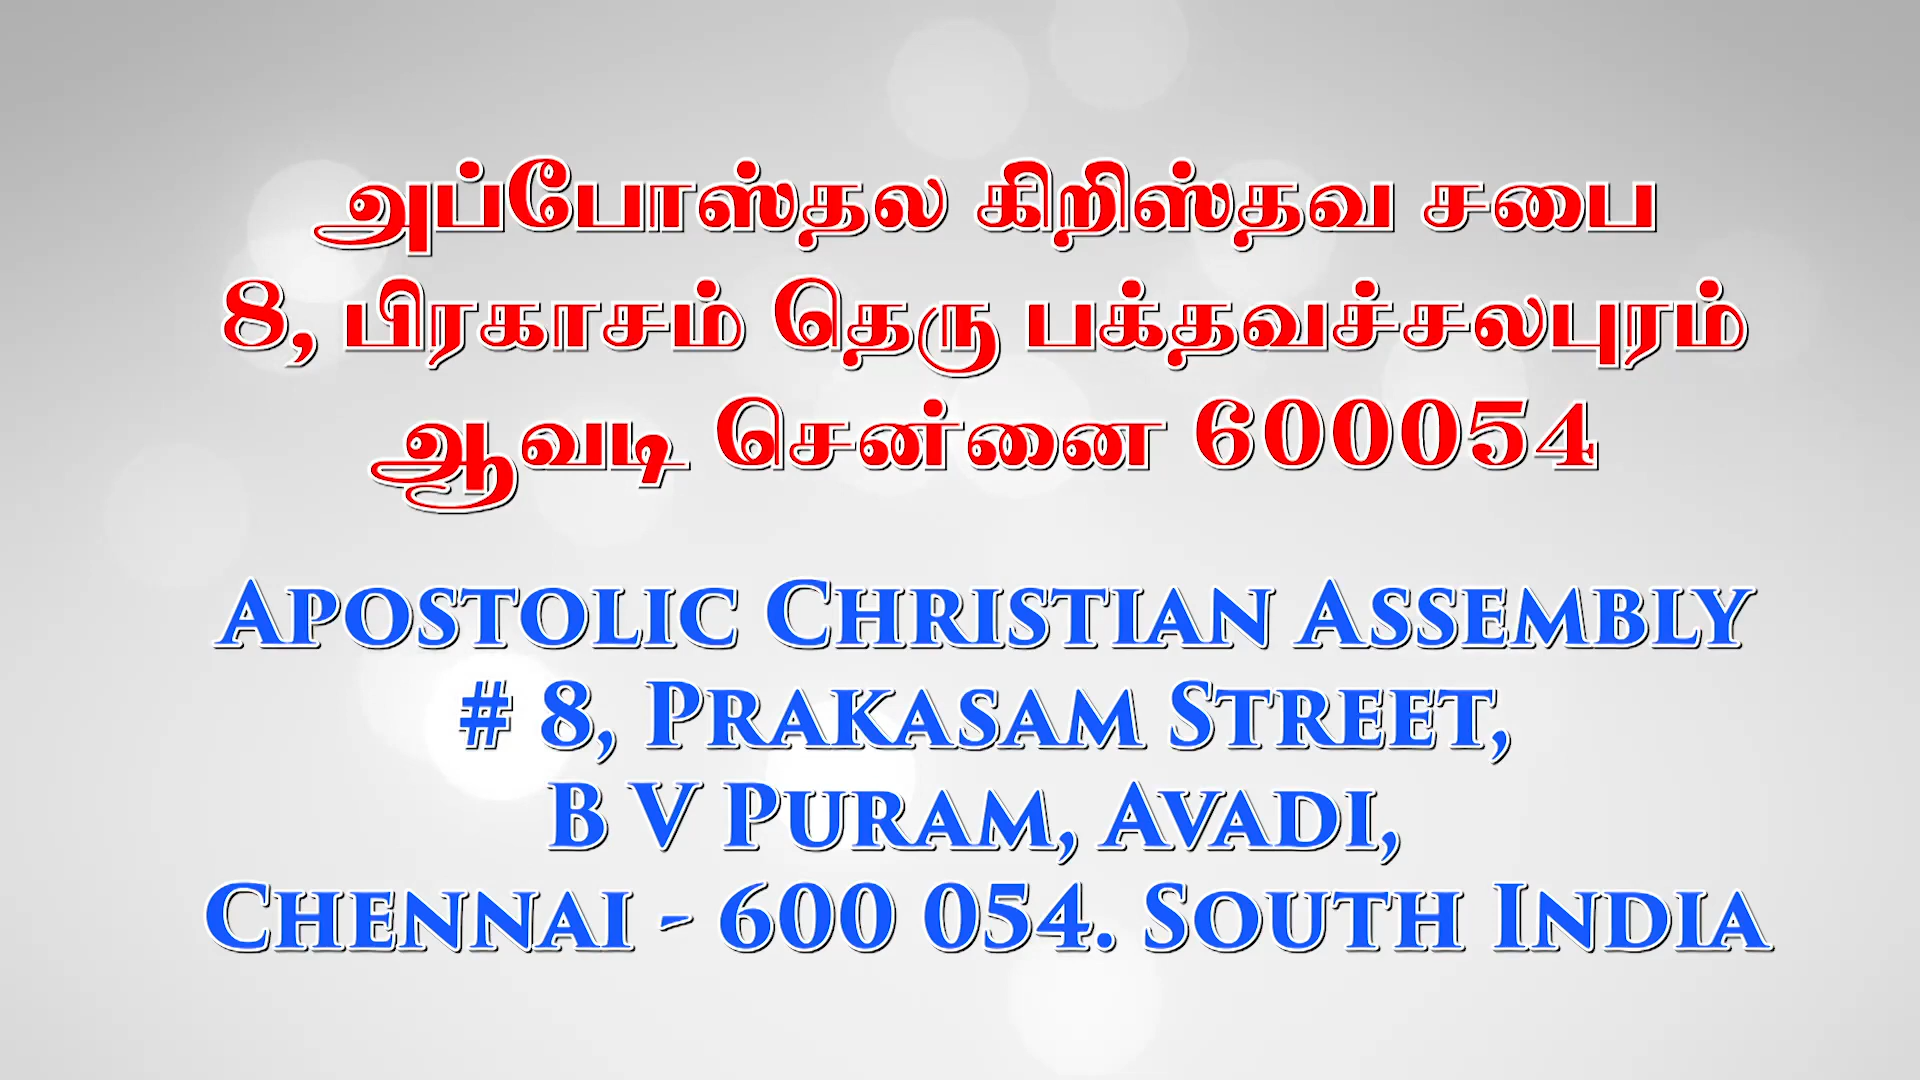 அப்போஸ்தல கிறிஸ்தவ சபை
8, பிரகாசம் தெரு பக்தவச்சலபுரம்
ஆவடி சென்னை 600054
Apostolic Christian Assembly
# 8, Prakasam Street,
B V Puram, Avadi,
Chennai - 600 054. South India